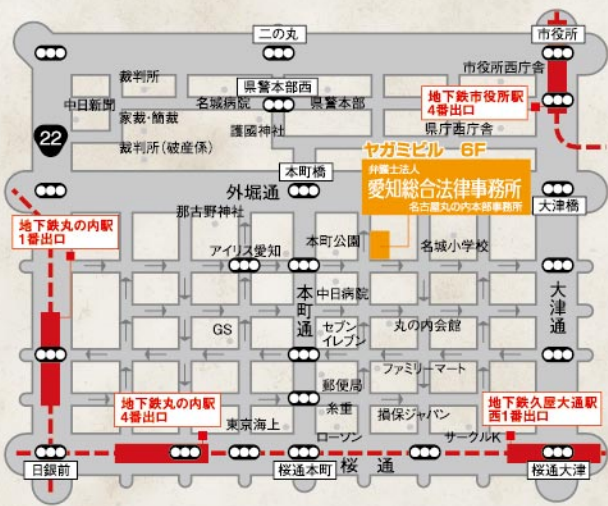 二の丸
市役所
裁判所
県警本部西
市役所西庁舎
中日新聞
名城病院
県警本部
地下鉄市役所駅
4番出口
家裁・簡裁
護國神社
県庁西庁舎
22
裁判所(破産係)
ヤガミビル 6F
弁護士法人
愛知総合法律事務所
名古屋丸の内本部事務所
本町橋
外堀通
大津橋
那古野神社
地下鉄丸の内駅
1番出口
アイリス愛知
本町公園
名城小学校
本町通
中日病院
大津通
GS
セブン
イレブン
丸の内会館
ファミリーマート
地下鉄丸の内駅
4番出口
郵便局
糸重
損保ジャパン
地下鉄久屋大通駅
西1番出口
東京海上
ローソン
サークルK
日銀前
桜通本町
桜通
桜通大津